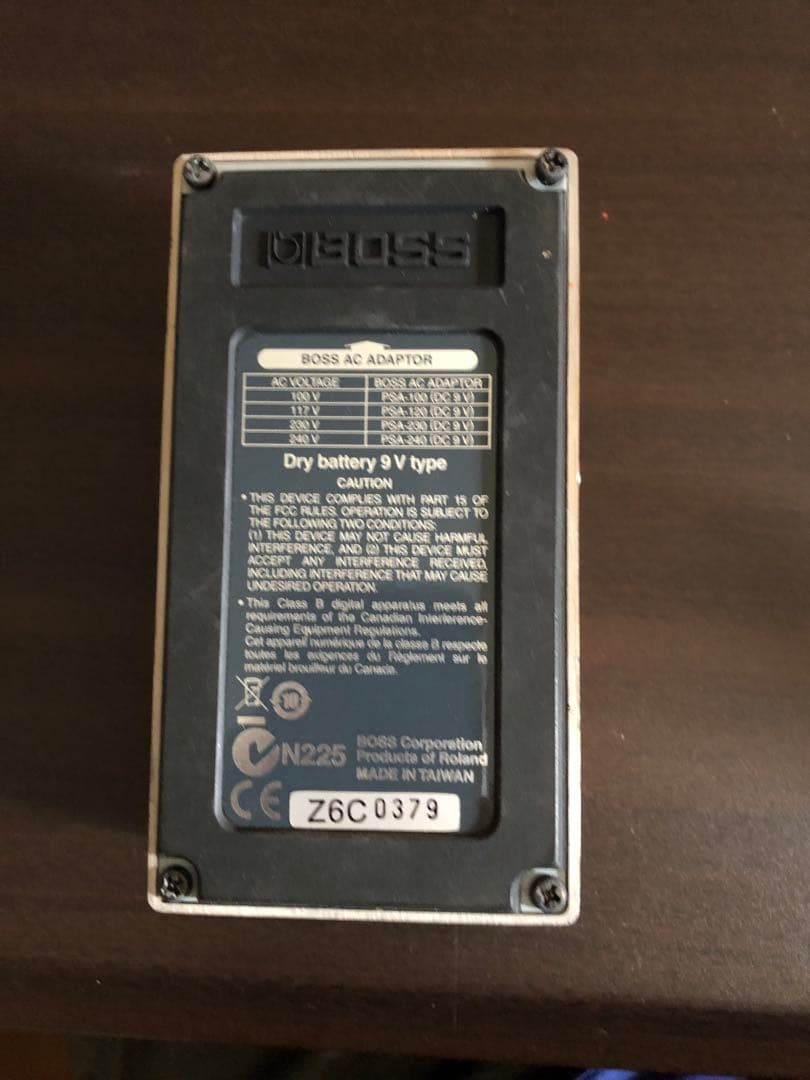 BOSS
BOSS AC ADAPTOR
AC VOLTAGE BOSS AC ADAPTOR
100 V PSA-100 (DC 9 V)
117 V PSA-120 (DC 9 V)
230 V PSA-230 (DC 9 V)
240 V PSA-240 (DC 9 V)
Dry battery 9 V type
CAUTION
• THIS DEVICE COMPLIES WITH PART 15 OF
THE FCC RULES. OPERATION IS SUBJECT TO
THE FOLLOWING TWO CONDITIONS:
(1) THIS DEVICE MAY NOT CAUSE HARMFUL
INTERFERENCE, AND (2) THIS DEVICE MUST
ACCEPT ANY INTERFERENCE RECEIVED,
INCLUDING INTERFERENCE THAT MAY CAUSE
UNDESIRED OPERATION.
• This Class B digital apparatus meets all
requirements of the Canadian Interference-
Causing Equipment Regulations.
Cet appareil numérique de la classe B respecte
toutes les exigences du Règlement sur le
matériel brouilleur du Canada.
10
N225
BOSS Corporation
Products of Roland
MADE IN TAIWAN
CE
Z6C0379